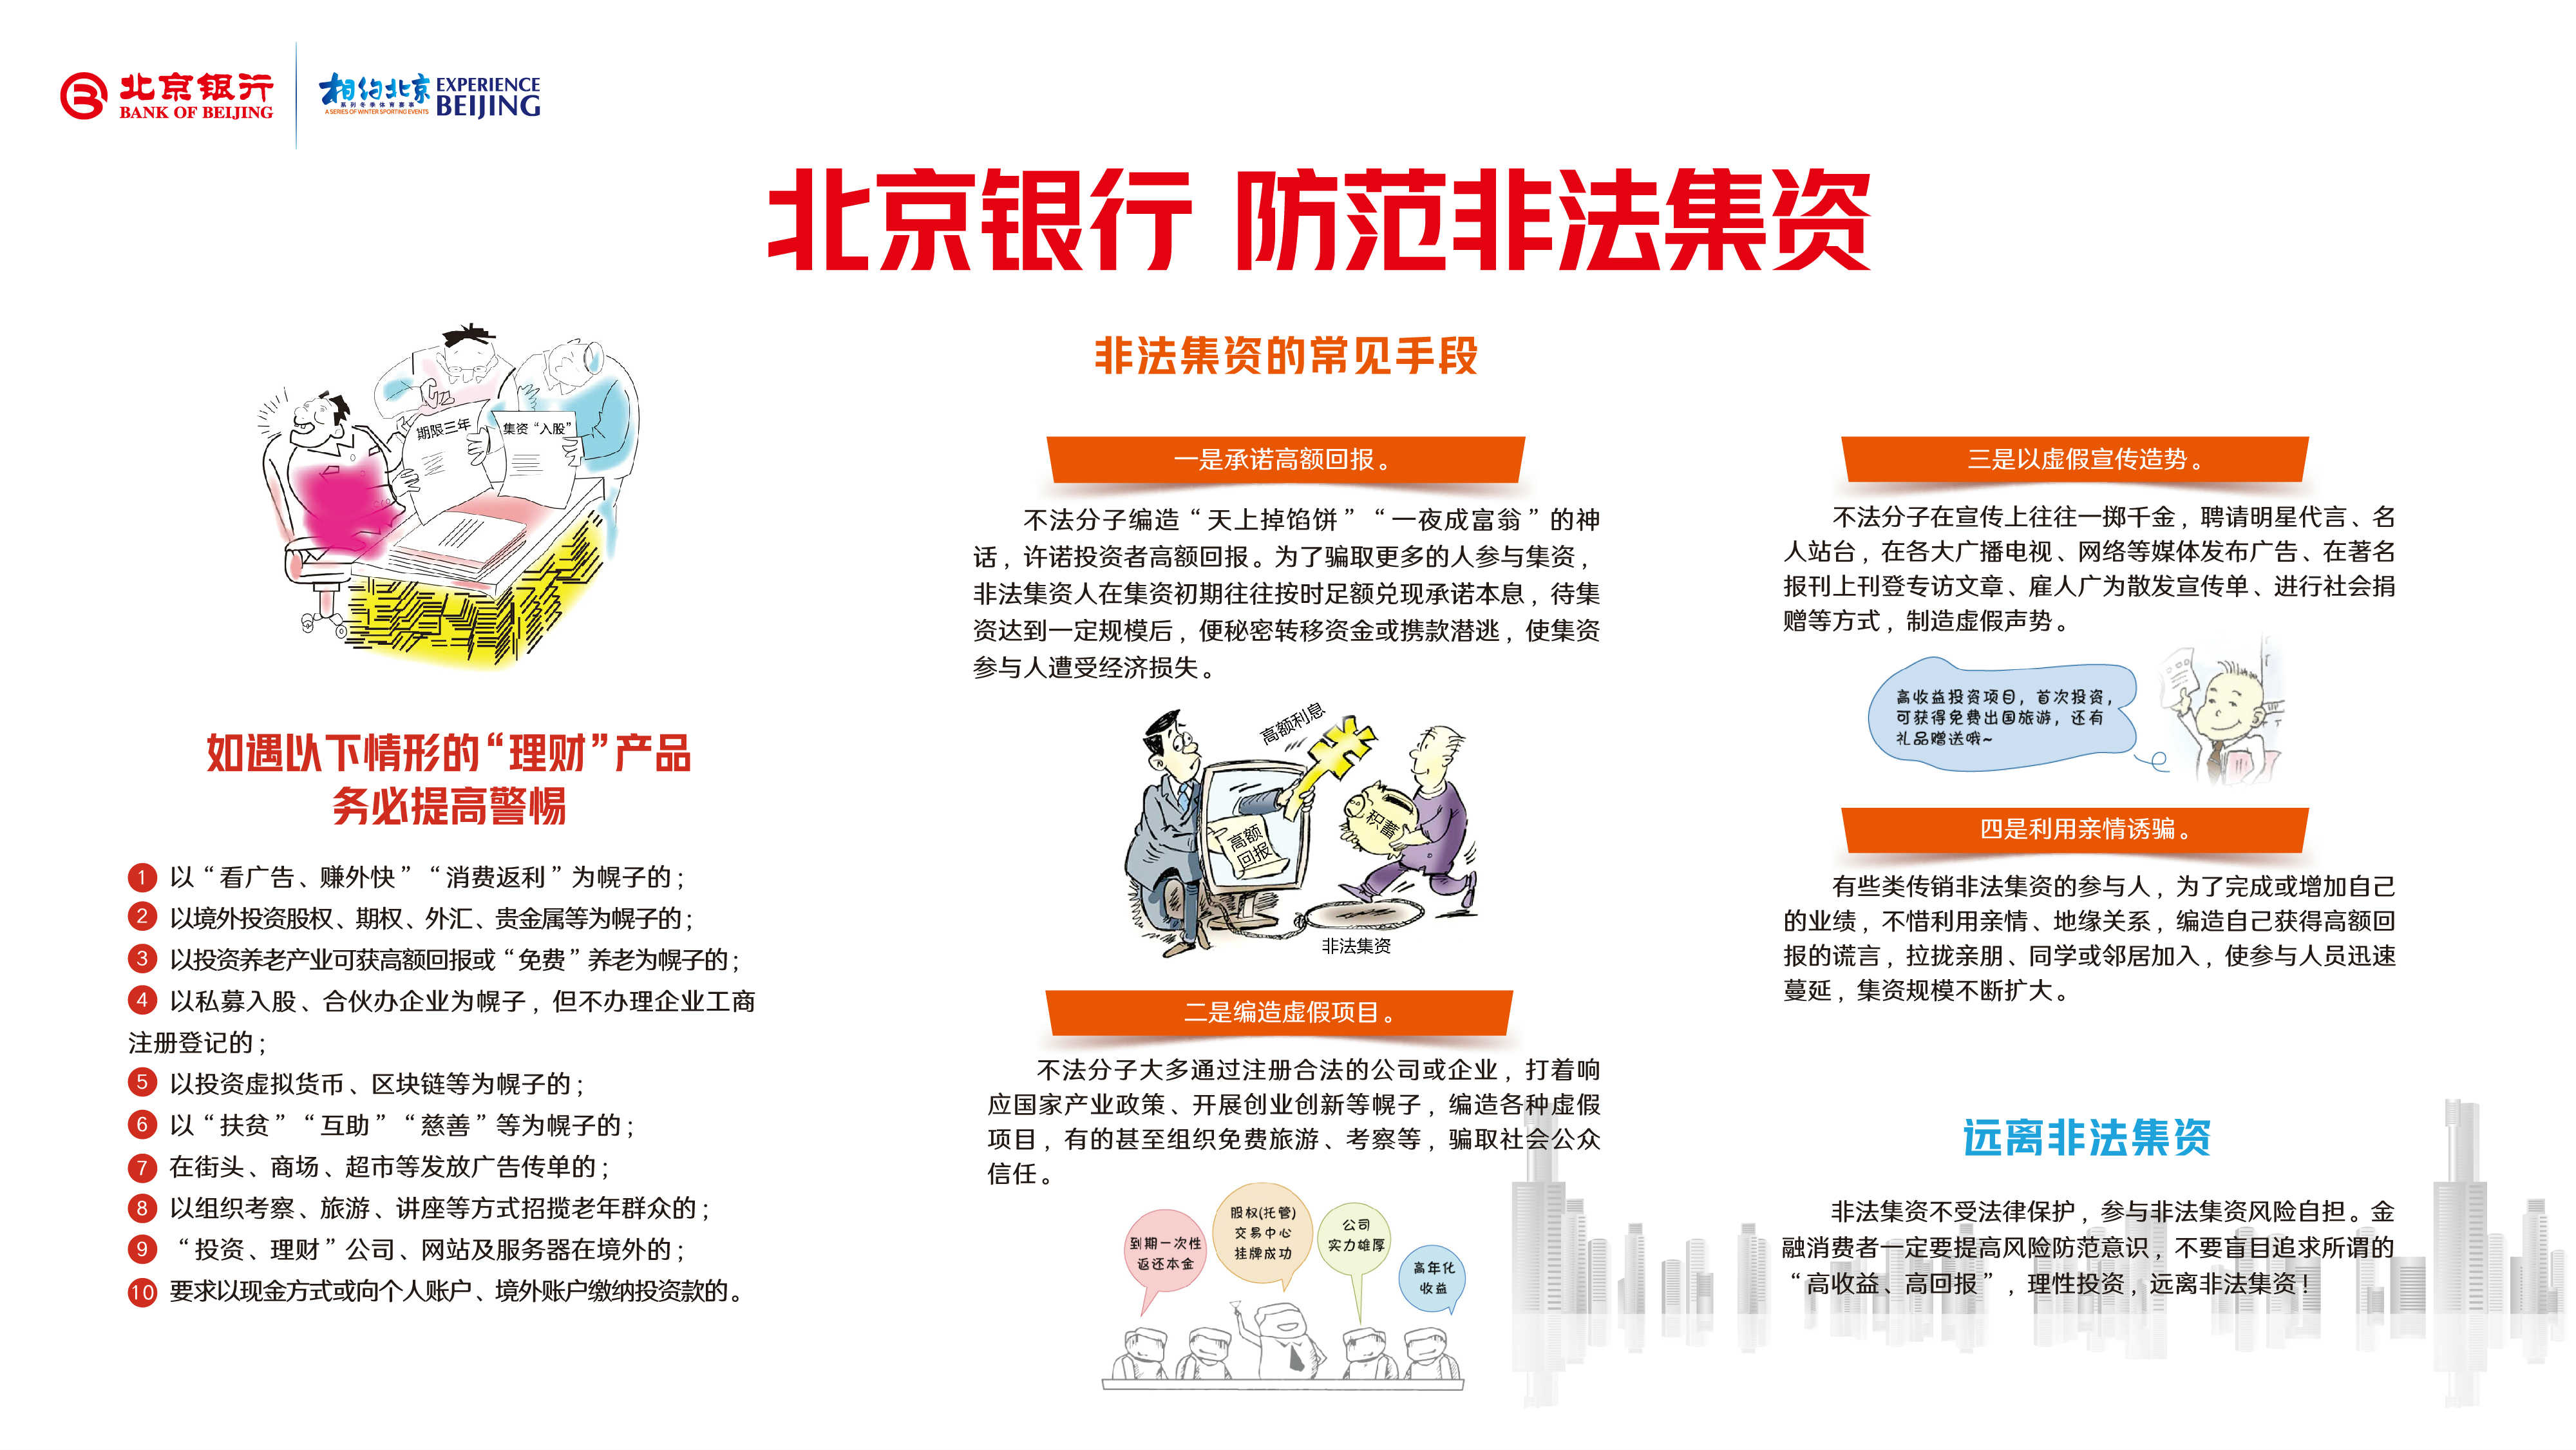 北京银行
BANK OF BEIJING
相约北京
系列冬季体育赛事
A SERIES OF WINTER SPORTING EVENTS
EXPERIENCE
BEIJING
北京银行 防范非法集资
期限三年
集资“入股”
如遇以下情形的“理财”产品
务必提高警惕
1 以“看广告、赚外快”“消费返利”为幌子的；
2 以境外投资股权、期权、外汇、贵金属等为幌子的；
3 以投资养老产业可获高额回报或“免费”养老为幌子的；
4 以私募入股、合伙办企业为幌子，但不办理企业工商
注册登记的；
5 以投资虚拟货币、区块链等为幌子的；
6 以“扶贫”“互助”“慈善”等为幌子的；
7 在街头、商场、超市等发放广告传单的；
8 以组织考察、旅游、讲座等方式招揽老年群众的；
9 “投资、理财”公司、网站及服务器在境外的；
10 要求以现金方式或向个人账户、境外账户缴纳投资款的。
非法集资的常见手段
一是承诺高额回报。
不法分子编造“天上掉馅饼”“一夜成富翁”的神
话，许诺投资者高额回报。为了骗取更多的人参与集资，
非法集资人在集资初期往往按时足额兑现承诺本息，待集
资达到一定规模后，便秘密转移资金或携款潜逃，使集资
参与人遭受经济损失。
高额利息
高额
回报
积蓄
非法集资
二是编造虚假项目。
不法分子大多通过注册合法的公司或企业，打着响
应国家产业政策、开展创业创新等幌子，编造各种虚假
项目，有的甚至组织免费旅游、考察等，骗取社会公众
信任。
到期一次性
返还本金
股权(托管)
交易中心
挂牌成功
公司
实力雄厚
高年化
收益
三是以虚假宣传造势。
不法分子在宣传上往往一掷千金，聘请明星代言、名
人站台，在各大广播电视、网络等媒体发布广告、在著名
报刊上刊登专访文章、雇人广为散发宣传单、进行社会捐
赠等方式，制造虚假声势。
高收益投资项目，首次投资，
可获得免费出国旅游，还有
礼品赠送哦~
四是利用亲情诱骗。
有些类传销非法集资的参与人，为了完成或增加自己
的业绩，不惜利用亲情、地缘关系，编造自己获得高额回
报的谎言，拉拢亲朋、同学或邻居加入，使参与人员迅速
蔓延，集资规模不断扩大。
远离非法集资
非法集资不受法律保护，参与非法集资风险自担。金
融消费者一定要提高风险防范意识，不要盲目追求所谓的
“高收益、高回报”，理性投资，远离非法集资！